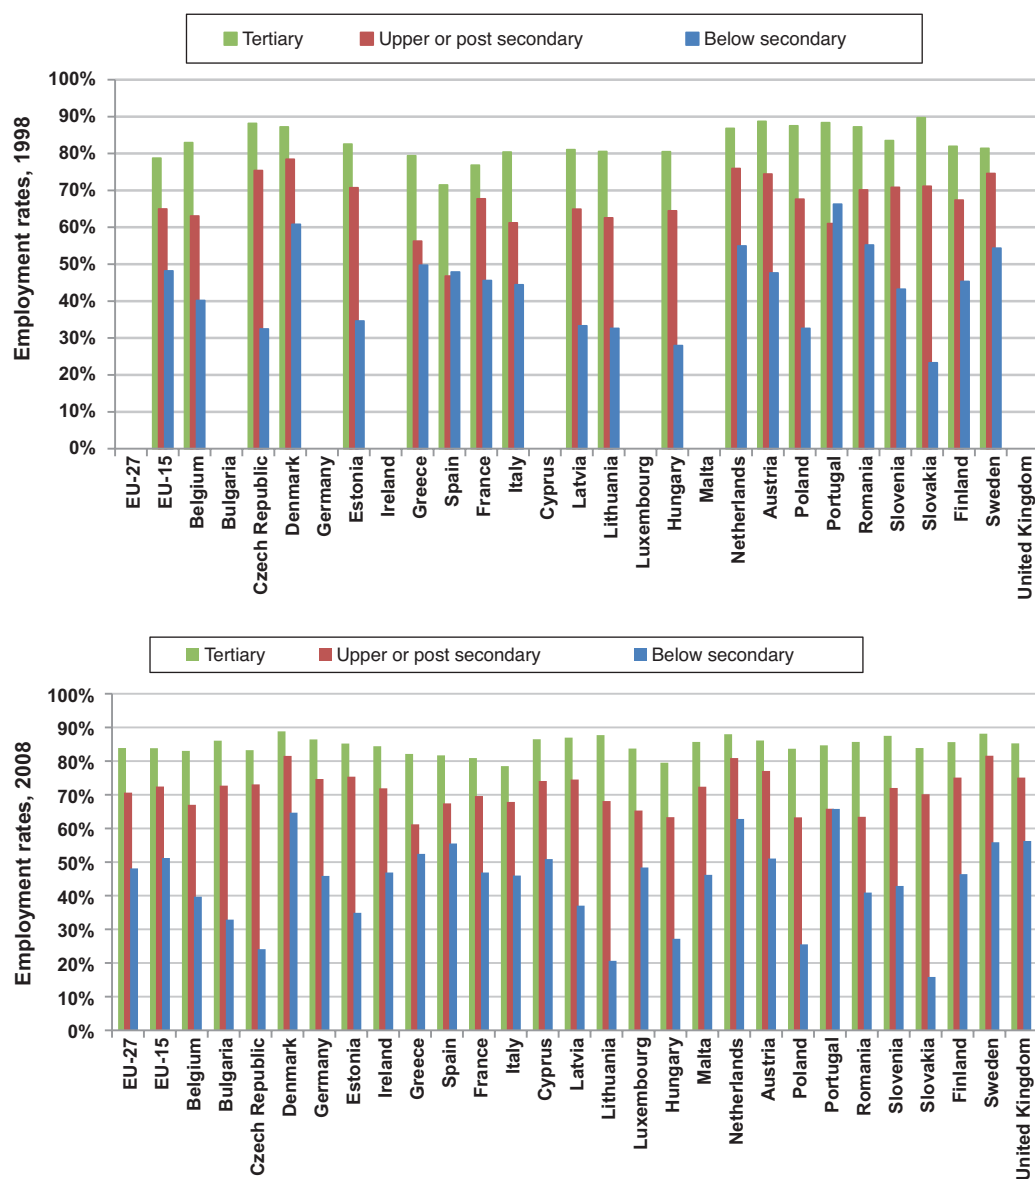 Tertiary Upper or post secondary Below secondary
100%
90%
80%
70%
60%
50%
40%
30%
20%
10%
0%
Employment rates, 1998
EU-27
EU-15
Belgium
Bulgaria
Czech Republic
Denmark
Germany
Estonia
Ireland
Greece
Spain
France
Italy
Cyprus
Latvia
Lithuania
Luxembourg
Hungary
Malta
Netherlands
Austria
Poland
Portugal
Romania
Slovenia
Slovakia
Finland
Sweden
United Kingdom
Tertiary Upper or post secondary Below secondary
100%
90%
80%
70%
60%
50%
40%
30%
20%
10%
0%
Employment rates, 2008
EU-27
EU-15
Belgium
Bulgaria
Czech Republic
Denmark
Germany
Estonia
Ireland
Greece
Spain
France
Italy
Cyprus
Latvia
Lithuania
Luxembourg
Hungary
Malta
Netherlands
Austria
Poland
Portugal
Romania
Slovenia
Slovakia
Finland
Sweden
United Kingdom